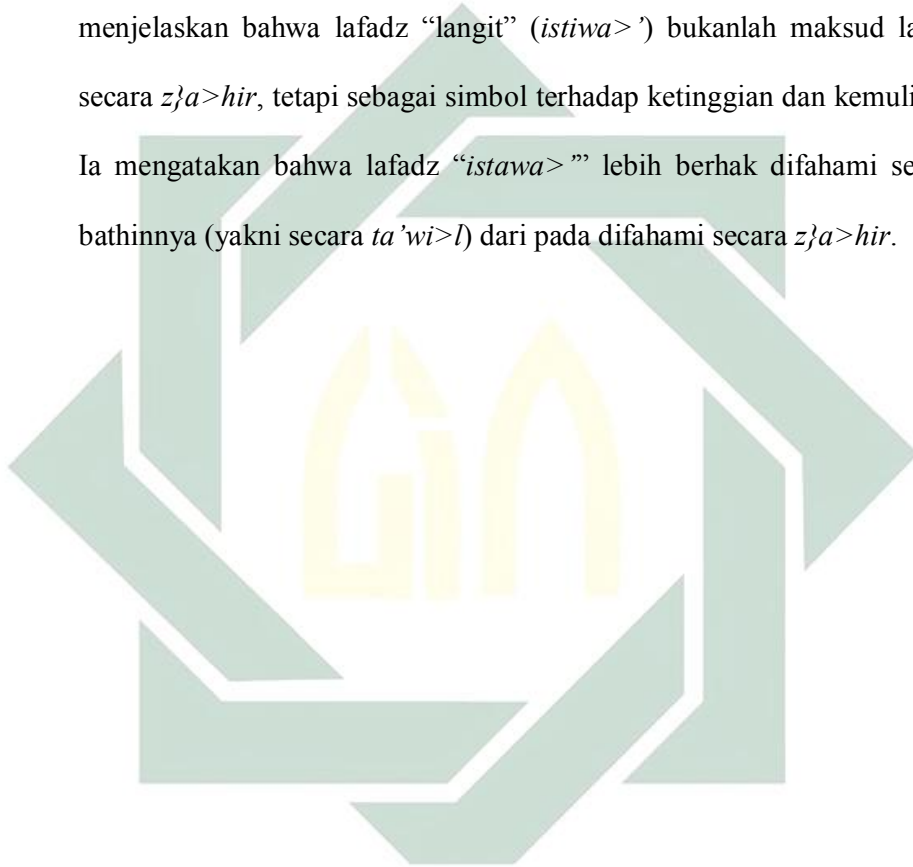 menjelaskan bahwa lafadz “langit” (istiwa>’) bukanlah maksud la
secara z}a>hir, tetapi sebagai simbol terhadap ketinggian dan kemuli
Ia mengatakan bahwa lafadz “istawa>’” lebih berhak difahami se
bathinnya (yakni secara ta’wi>l) dari pada difahami secara z}a>hir.